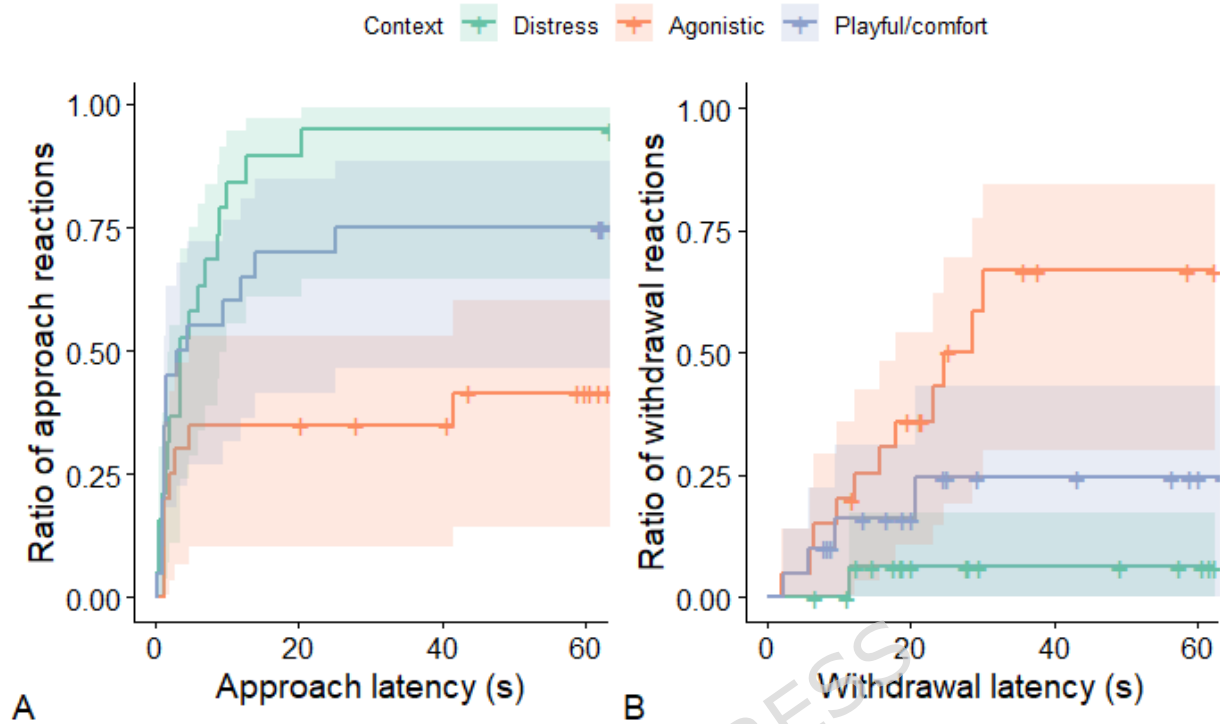 Context Distress Agonistic Playful/comfort
Ratio of approach reactions
1.00
0.75
0.50
0.25
0.00
0 20 40 60
Approach latency (s)
A
Ratio of withdrawal reactions
1.00
0.75
0.50
0.25
0.00
0 20 40 60
Withdrawal latency (s)
B